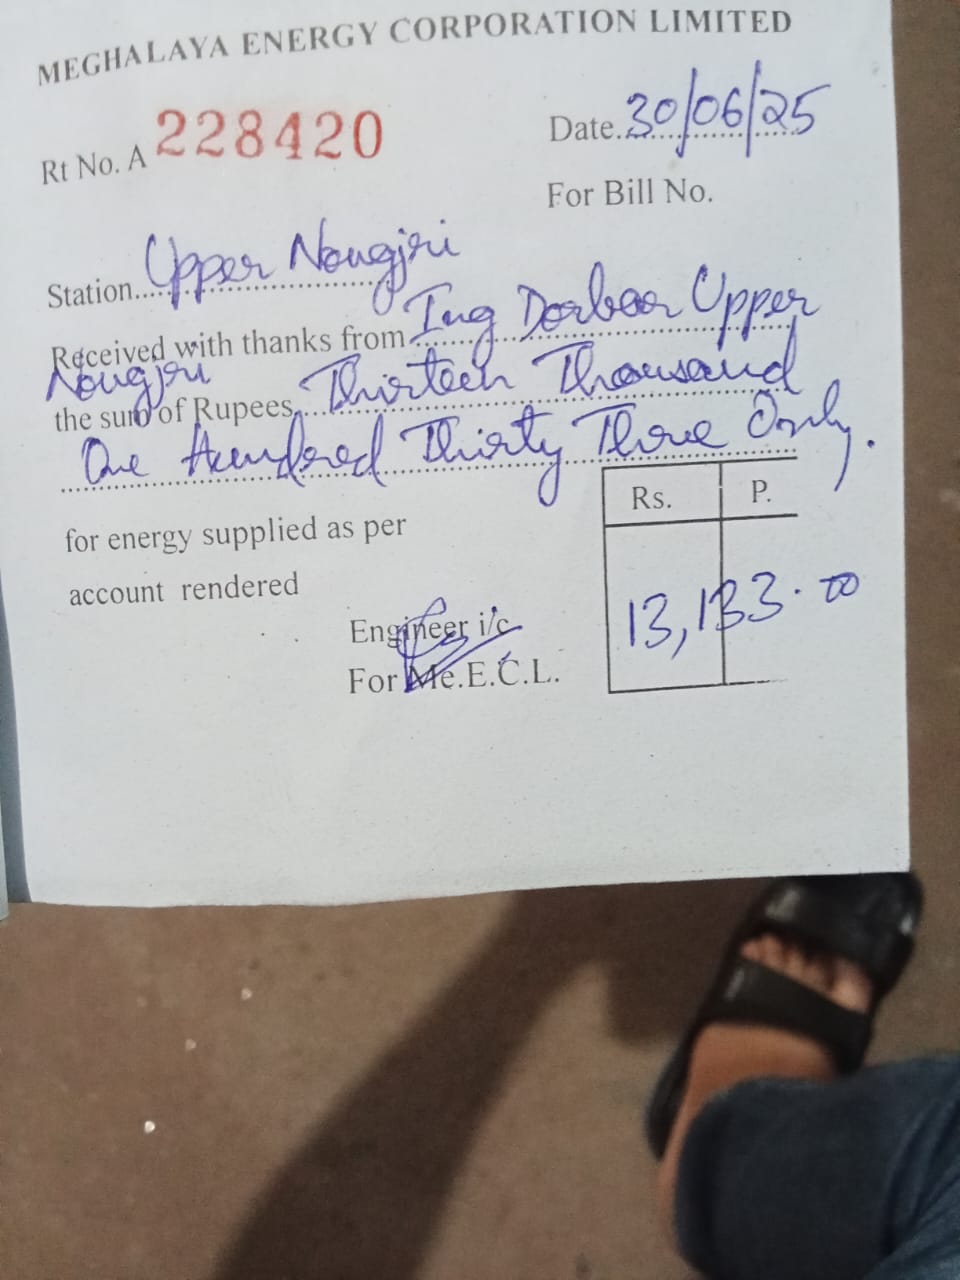 MEGHALAYA ENERGY CORPORATION LIMITED
Rt No. A 228420
Date. 30/06/25
For Bill No.
Station. Upper Nongjri
Received with thanks from Ing Dorbar Upper
Nongjri
the sum of Rupees Thirteen Thousand
One Hundred Thirty Three Only.
Rs. P.
for energy supplied as per
account rendered
13,133.00
Engineer i/c
For Me.E.C.L.